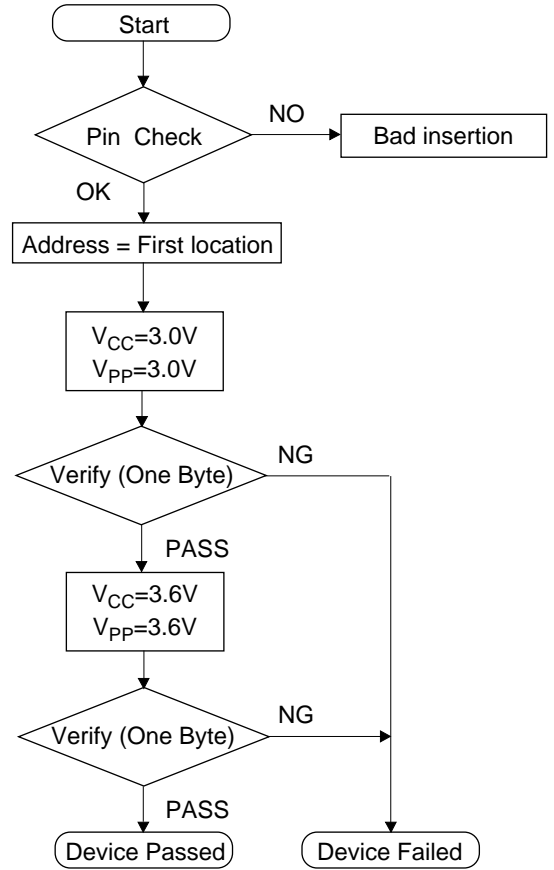 Start
Pin Check
NO
Bad insertion
OK
Address = First location
VCC=3.0V
VPP=3.0V
Verify (One Byte)
NG
PASS
VCC=3.6V
VPP=3.6V
Verify (One Byte)
NG
PASS
Device Passed
Device Failed